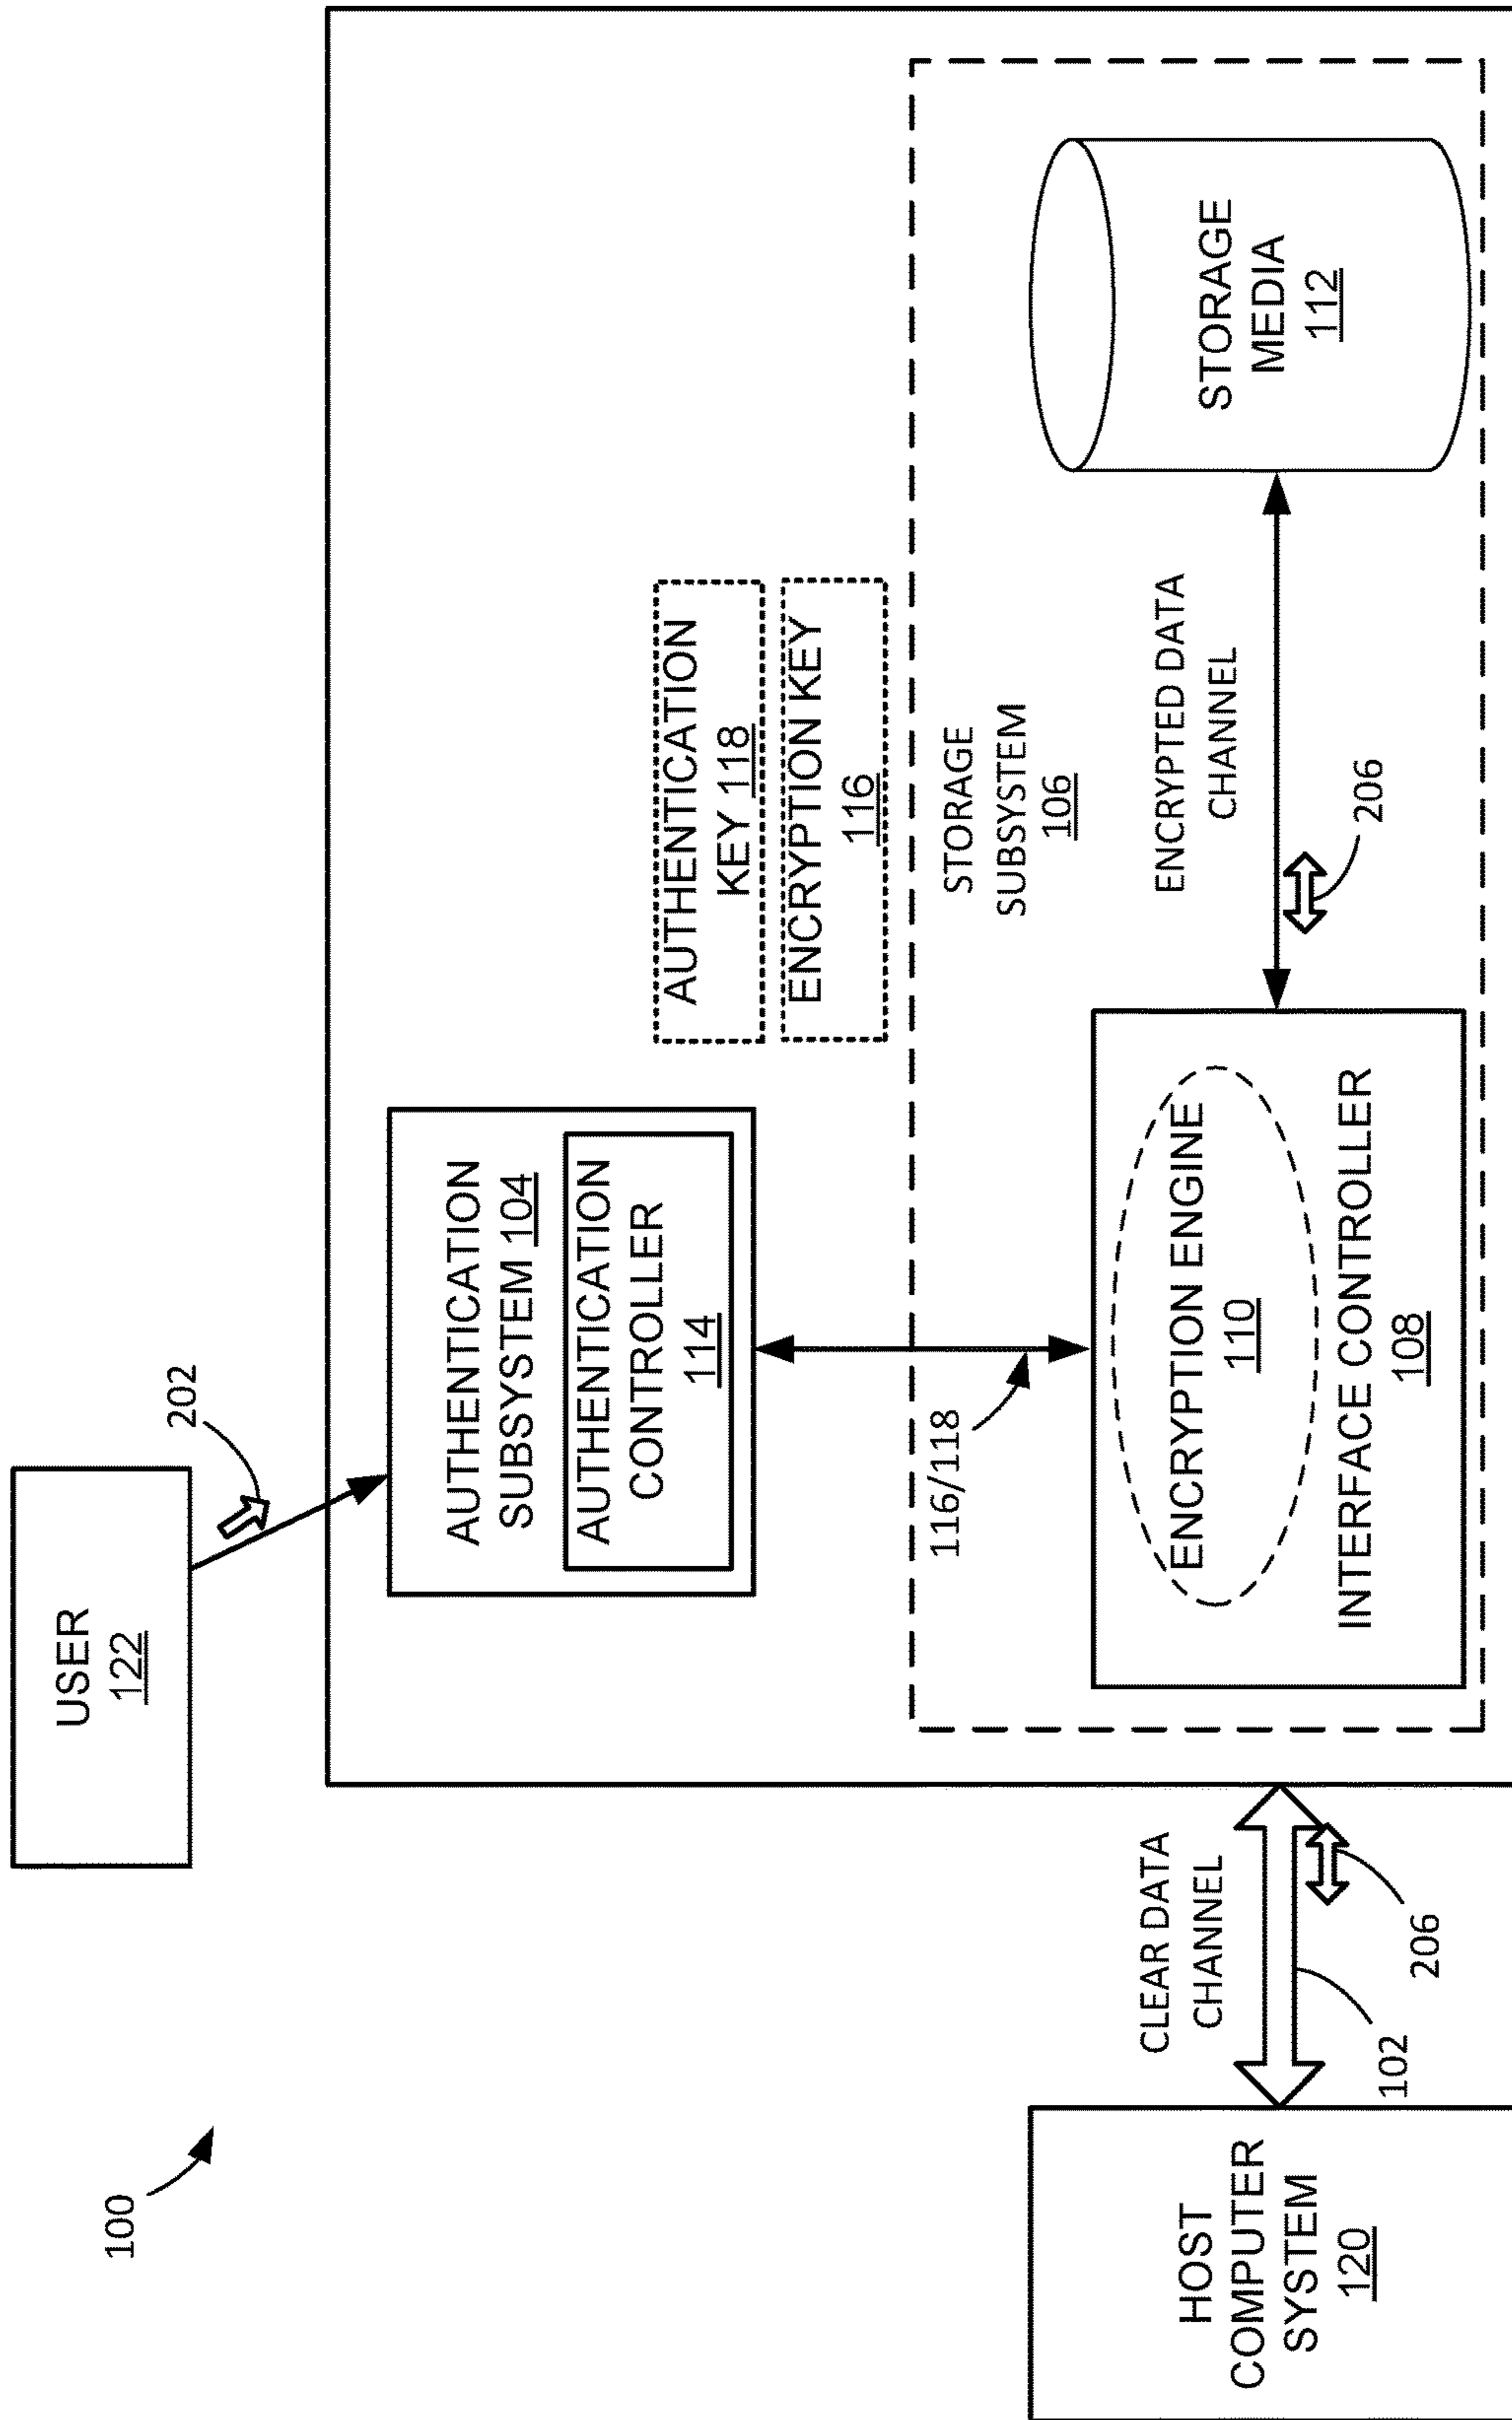 100
USER
122
202
AUTHENTICATION
SUBSYSTEM 104
AUTHENTICATION
CONTROLLER
114
AUTHENTICATION
KEY 118
ENCRYPTION KEY
116
116/118
STORAGE
SUBSYSTEM
106
HOST
COMPUTER
SYSTEM
120
CLEAR DATA
CHANNEL
102
206
ENCRYPTION ENGINE
110
INTERFACE CONTROLLER
108
ENCRYPTED DATA
CHANNEL
206
STORAGE
MEDIA
112